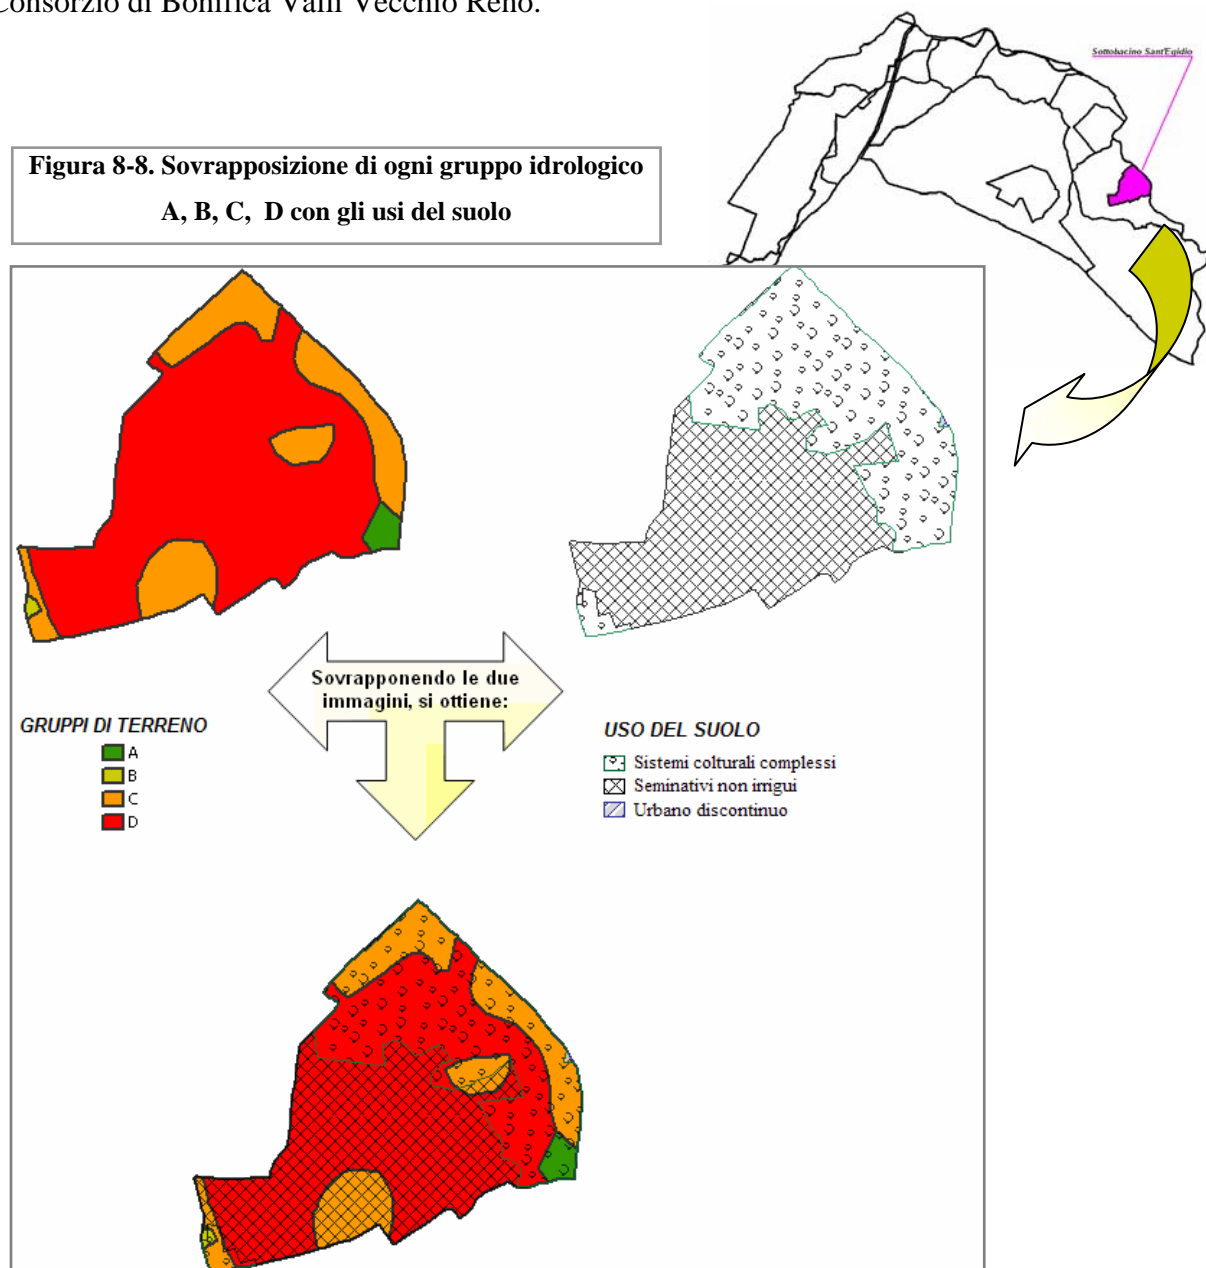 Consorzio di Bonifica Valli Vecchio Reno.
Sottobacino Sant'Egidio
Figura 8-8. Sovrapposizione di ogni gruppo idrologico
A, B, C, D con gli usi del suolo
Sovrapponendo le due
immagini, si ottiene:
GRUPPI DI TERRENO
A
B
C
D
USO DEL SUOLO
Sistemi colturali complessi
Seminativi non irrigui
Urbano discontinuo